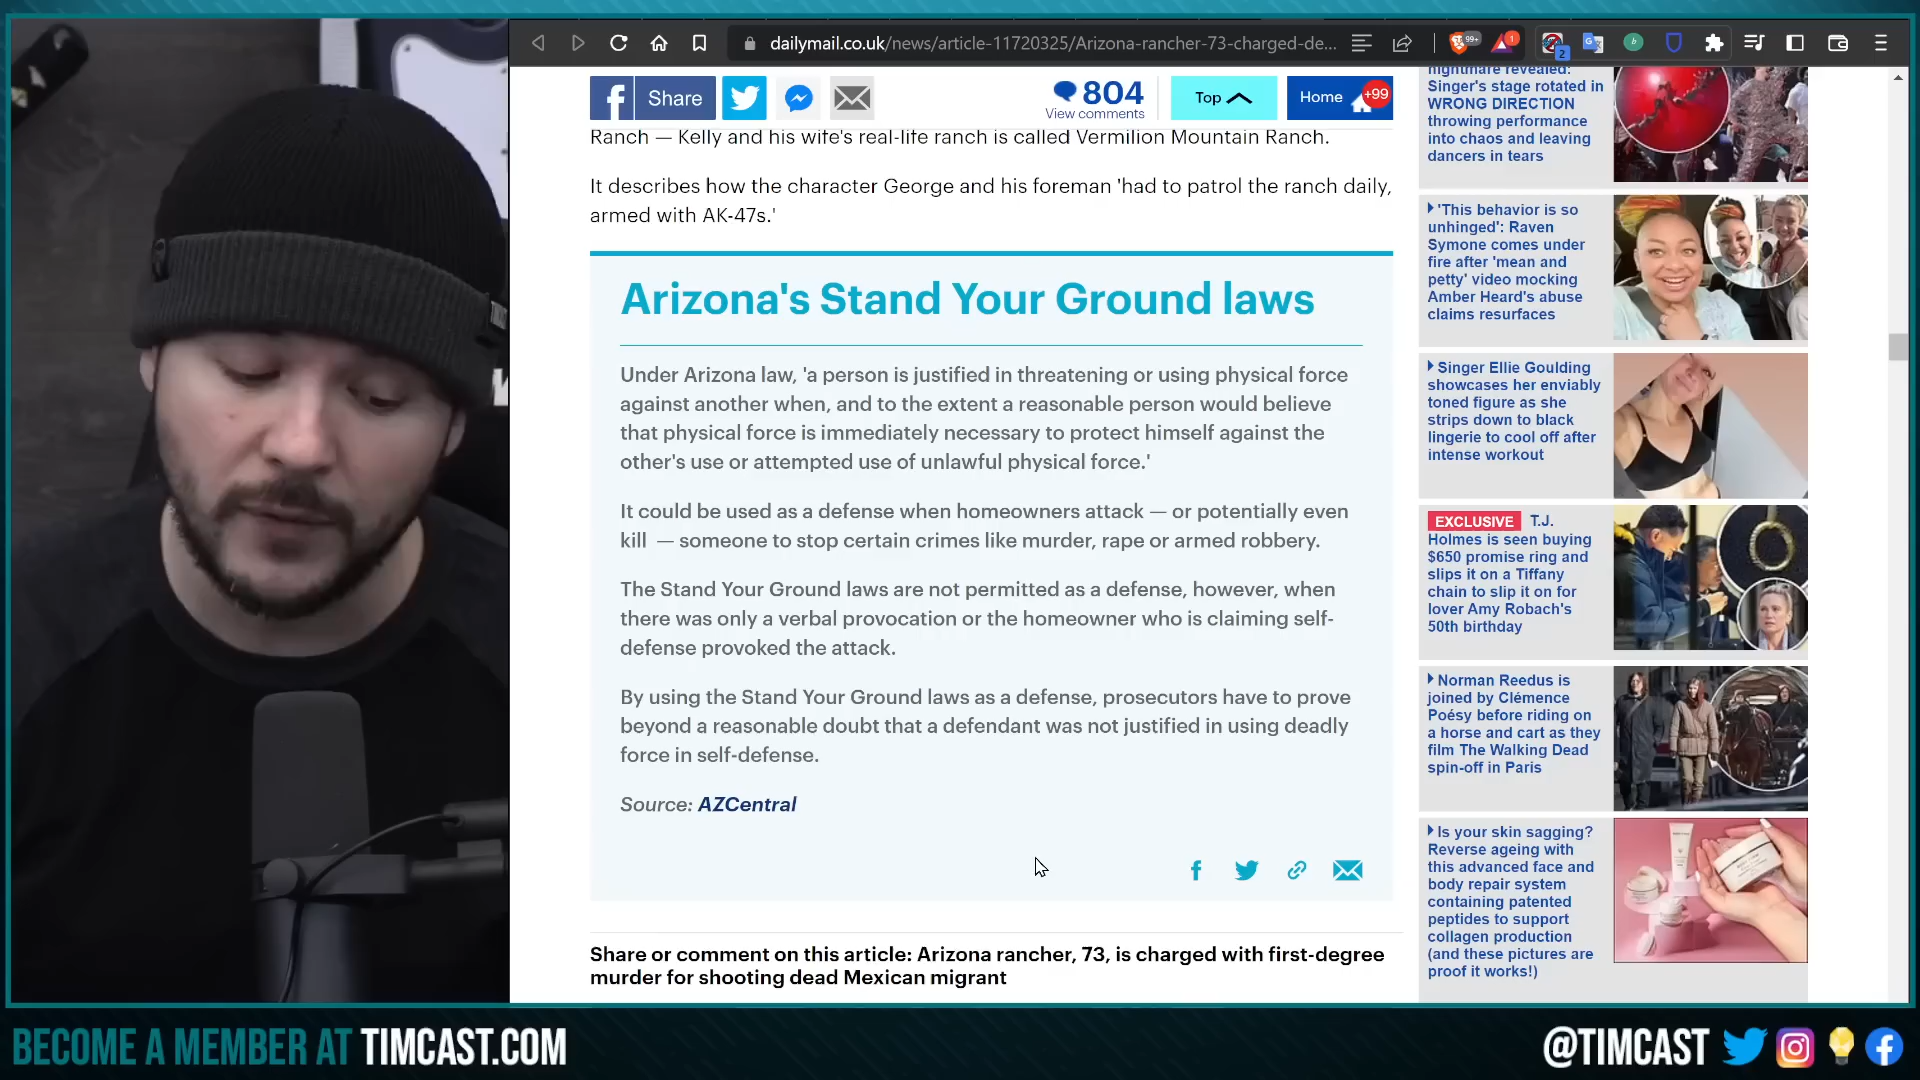 dailymail.co.uk/news/article-11720325/Arizona-rancher-73-charged-de...
99+
1
2
Share
804
View comments
Top
Home
+99
Ranch — Kelly and his wife's real-life ranch is called Vermilion Mountain Ranch.
It describes how the character George and his foreman 'had to patrol the ranch daily,
armed with AK-47s.'
Arizona's Stand Your Ground laws
Under Arizona law, 'a person is justified in threatening or using physical force
against another when, and to the extent a reasonable person would believe
that physical force is immediately necessary to protect himself against the
other's use or attempted use of unlawful physical force.'
It could be used as a defense when homeowners attack — or potentially even
kill — someone to stop certain crimes like murder, rape or armed robbery.
The Stand Your Ground laws are not permitted as a defense, however, when
there was only a verbal provocation or the homeowner who is claiming self-
defense provoked the attack.
By using the Stand Your Ground laws as a defense, prosecutors have to prove
beyond a reasonable doubt that a defendant was not justified in using deadly
force in self-defense.
Source: AZCentral
Share or comment on this article: Arizona rancher, 73, is charged with first-degree
murder for shooting dead Mexican migrant
nightmare revealed:
Singer's stage rotated in
WRONG DIRECTION
throwing performance
into chaos and leaving
dancers in tears
'This behavior is so
unhinged': Raven
Symone comes under
fire after 'mean and
petty' video mocking
Amber Heard's abuse
claims resurfaces
Singer Ellie Goulding
showcases her enviably
toned figure as she
strips down to black
lingerie to cool off after
intense workout
EXCLUSIVE T.J.
Holmes is seen buying
$650 promise ring and
slips it on a Tiffany
chain to slip it on for
lover Amy Robach's
50th birthday
Norman Reedus is
joined by Clémence
Poésy before riding on
a horse and cart as they
film The Walking Dead
spin-off in Paris
Is your skin sagging?
Reverse ageing with
this advanced face and
body repair system
containing patented
peptides to support
collagen production
(and these pictures are
proof it works!)
BECOME A MEMBER AT TIMCAST.COM
@TIMCAST